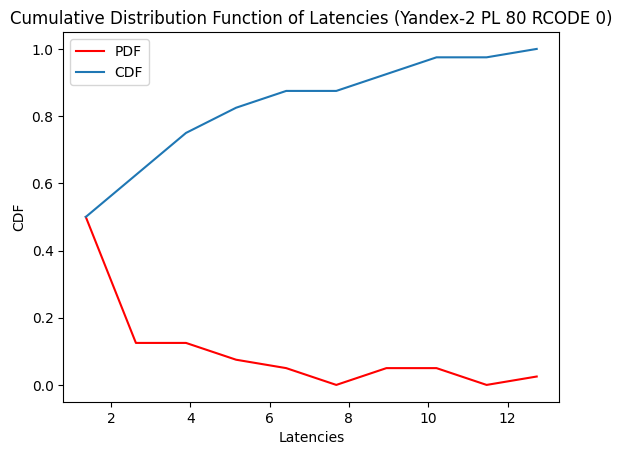 Cumulative Distribution Function of Latencies (Yandex-2 PL 80 RCODE 0)
PDF
CDF
1.0
0.8
0.6
0.4
0.2
0.0
CDF
2 4 6 8 10 12
Latencies